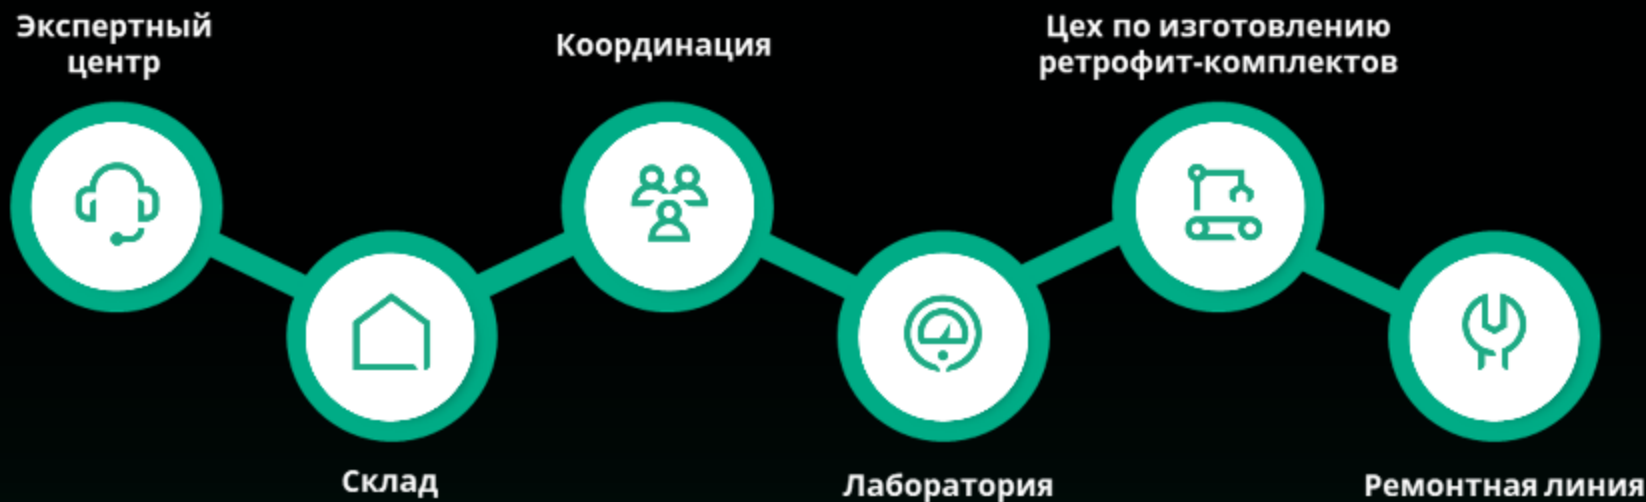 Экспертный
центр
Склад
Координация
Лаборатория
Цех по изготовлению
ретрофит-комплектов
Ремонтная линия